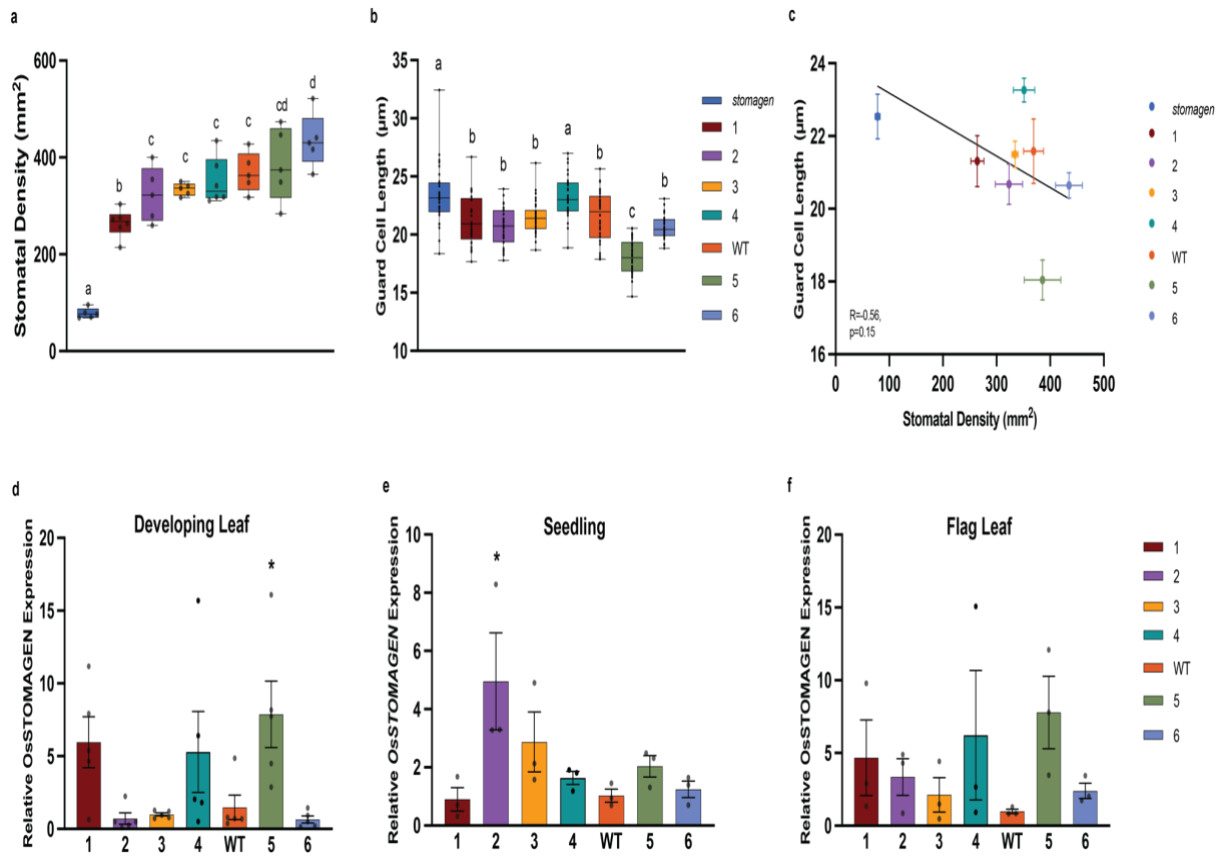 a
Stomatal Density (mm²)
600
400
200
0
a
b
c
c
c
c
cd
d
b
Guard Cell Length (µm)
35
30
25
20
15
10
a
b
b
b
a
b
c
b
stomagen
1
2
3
4
WT
5
6
c
Guard Cell Length (µm)
24
22
20
18
16
R=-0.56,
p=0.15
0
100
200
300
400
500
Stomatal Density (mm²)
stomagen
1
2
3
4
WT
5
6
d
Developing Leaf
Relative OsSTOMAGEN Expression
20
15
10
5
0
*
1
2
3
4
WT
5
6
e
Seedling
Relative OsSTOMAGEN Expression
10
8
6
4
2
0
*
1
2
3
4
WT
5
6
f
Flag Leaf
Relative OsSTOMAGEN Expression
20
15
10
5
0
1
2
3
4
WT
5
6
1
2
3
4
WT
5
6